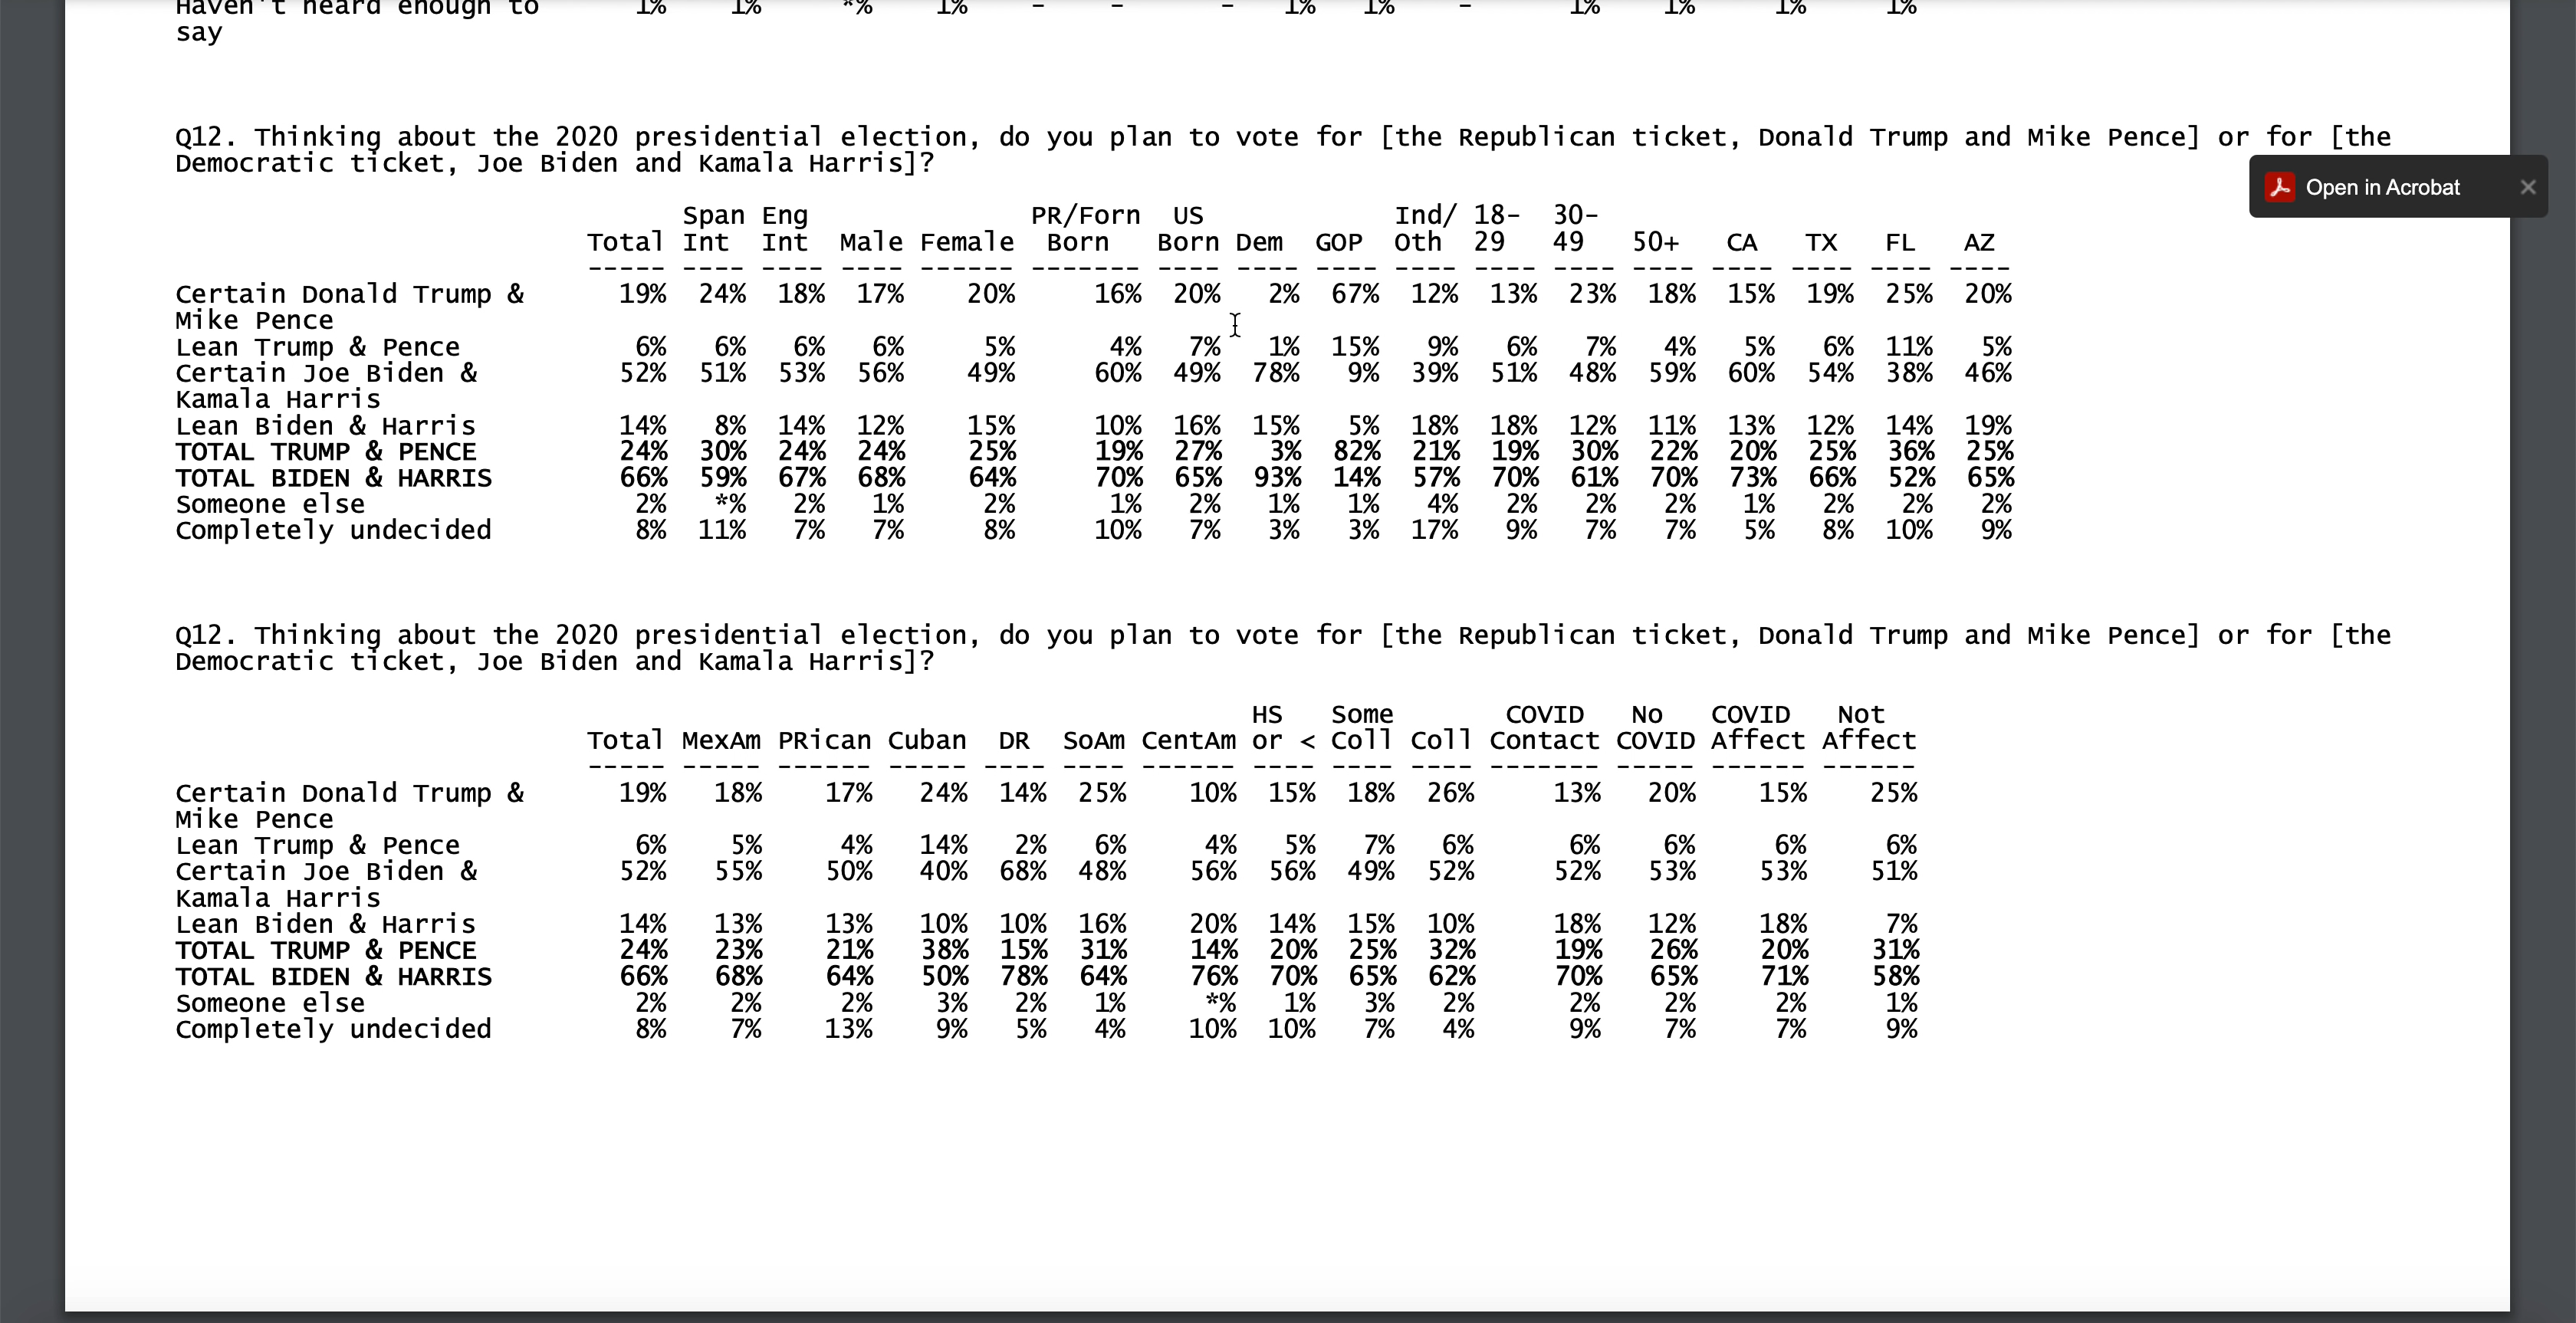 Haven't heard enough to 1% 1% *% 1% - - - 1% 1% - 1% 1% 1% 1%
say
Q12. Thinking about the 2020 presidential election, do you plan to vote for [the Republican ticket, Donald Trump and Mike Pence] or for [the
Democratic ticket, Joe Biden and Kamala Harris]?
Open in Acrobat
Span Eng PR/Forn US Ind/ 18- 30-
Total Int Int Male Female Born Born Dem GOP Oth 29 49 50+ CA TX FL AZ
----- ---- ---- ---- ------ ------- ---- ---- ---- ---- ---- ---- ---- ---- ---- ---- ----
Certain Donald Trump & 19% 24% 18% 17% 20% 16% 20% 2% 67% 12% 13% 23% 18% 15% 19% 25% 20%
Mike Pence
Lean Trump & Pence 6% 6% 6% 6% 5% 4% 7% 1% 15% 9% 6% 7% 4% 5% 6% 11% 5%
Certain Joe Biden & 52% 51% 53% 56% 49% 60% 49% 78% 9% 39% 51% 48% 59% 60% 54% 38% 46%
Kamala Harris
Lean Biden & Harris 14% 8% 14% 12% 15% 10% 16% 15% 5% 18% 18% 12% 11% 13% 12% 14% 19%
TOTAL TRUMP & PENCE 24% 30% 24% 24% 25% 19% 27% 3% 82% 21% 19% 30% 22% 20% 25% 36% 25%
TOTAL BIDEN & HARRIS 66% 59% 67% 68% 64% 70% 65% 93% 14% 57% 70% 61% 70% 73% 66% 52% 65%
Someone else 2% *% 2% 1% 2% 1% 2% 1% 1% 4% 2% 2% 2% 1% 2% 2% 2%
Completely undecided 8% 11% 7% 7% 8% 10% 7% 3% 3% 17% 9% 7% 7% 5% 8% 10% 9%
Q12. Thinking about the 2020 presidential election, do you plan to vote for [the Republican ticket, Donald Trump and Mike Pence] or for [the
Democratic ticket, Joe Biden and Kamala Harris]?
HS Some COVID No COVID Not
Total MexAm PRican Cuban DR SoAm CentAm or < Coll Coll Contact COVID Affect Affect
----- ----- ------ ----- ---- ---- ------ ---- ---- ---- ------- ----- ------ ------
Certain Donald Trump & 19% 18% 17% 24% 14% 25% 10% 15% 18% 26% 13% 20% 15% 25%
Mike Pence
Lean Trump & Pence 6% 5% 4% 14% 2% 6% 4% 5% 7% 6% 6% 6% 6% 6%
Certain Joe Biden & 52% 55% 50% 40% 68% 48% 56% 56% 49% 52% 52% 53% 53% 51%
Kamala Harris
Lean Biden & Harris 14% 13% 13% 10% 10% 16% 20% 14% 15% 10% 18% 12% 18% 7%
TOTAL TRUMP & PENCE 24% 23% 21% 38% 15% 31% 14% 20% 25% 32% 19% 26% 20% 31%
TOTAL BIDEN & HARRIS 66% 68% 64% 50% 78% 64% 76% 70% 65% 62% 70% 65% 71% 58%
Someone else 2% 2% 2% 3% 2% 1% *% 1% 3% 2% 2% 2% 2% 1%
Completely undecided 8% 7% 13% 9% 5% 4% 10% 10% 7% 4% 9% 7% 7% 9%